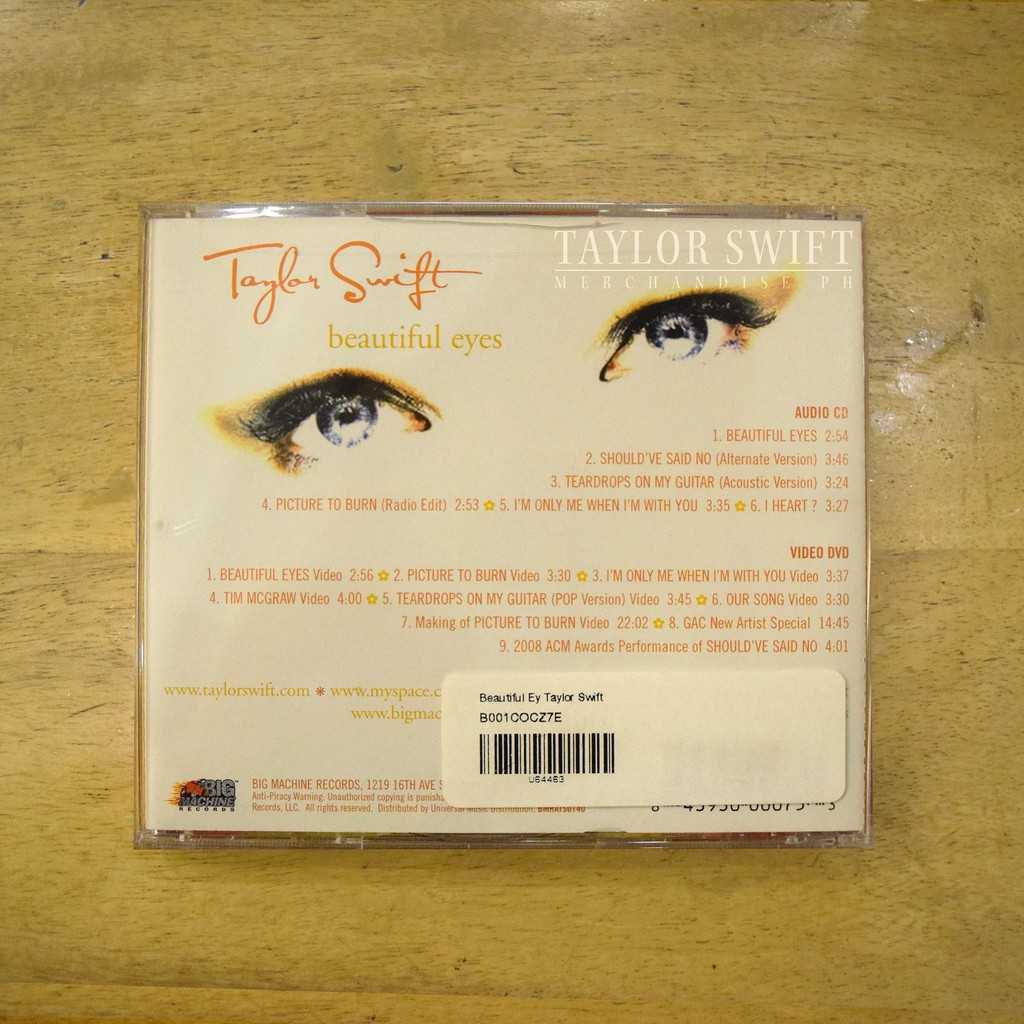 Taylor Swift
TAYLOR SWIFT
MERCHANDISE PH
beautiful eyes
AUDIO CD
1. BEAUTIFUL EYES 2:54
2. SHOULD'VE SAID NO (Alternate Version) 3:46
3. TEARDROPS ON MY GUITAR (Acoustic Version) 3:24
4. PICTURE TO BURN (Radio Edit) 2:53 ✿ 5. I'M ONLY ME WHEN I'M WITH YOU 3:35 ✿ 6. I HEART ? 3:27
VIDEO DVD
1. BEAUTIFUL EYES Video 2:56 ✿ 2. PICTURE TO BURN Video 3:30 ✿ 3. I'M ONLY ME WHEN I'M WITH YOU Video 3:37
4. TIM MCGRAW Video 4:00 ✿ 5. TEARDROPS ON MY GUITAR (POP Version) Video 3:45 ✿ 6. OUR SONG Video 3:30
7. Making of PICTURE TO BURN Video 22:02 ✿ 8. GAC New Artist Special 14:45
9. 2008 ACM Awards Performance of SHOULD'VE SAID NO 4:01
www.taylorswift.com ✳ www.myspace.c
www.bigmac
Beautiful Ey Taylor Swift
B001COCZ7E
U64463
BIG MACHINE RECORDS
BIG MACHINE RECORDS, 1219 16TH AVE S
Anti-Piracy Warning: Unauthorized copying is punish
Records, LLC. All rights reserved. Distributed by Universal Music Distribution.